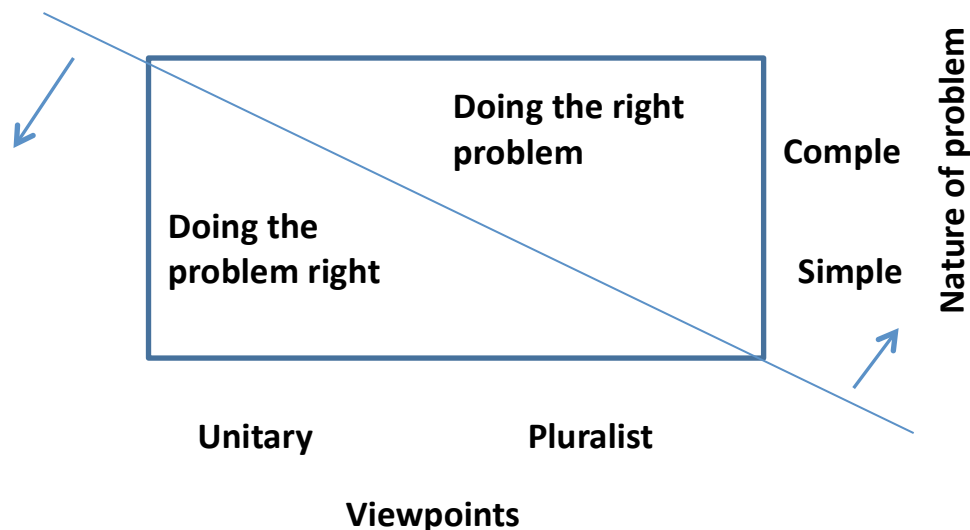 Doing the right
problem
Comple
Doing the
problem right
Simple
Nature of problem
Unitary
Pluralist
Viewpoints